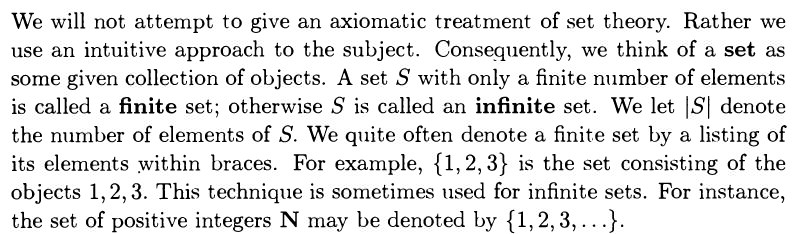 We will not attempt to give an axiomatic treatment of set theory. Rather we
use an intuitive approach to the subject. Consequently, we think of a set as
some given collection of objects. A set S with only a finite number of elements
is called a finite set; otherwise S is called an infinite set. We let |S| denote
the number of elements of S. We quite often denote a finite set by a listing of
its elements within braces. For example, {1, 2, 3} is the set consisting of the
objects 1, 2, 3. This technique is sometimes used for infinite sets. For instance,
the set of positive integers N may be denoted by {1, 2, 3, ...}.